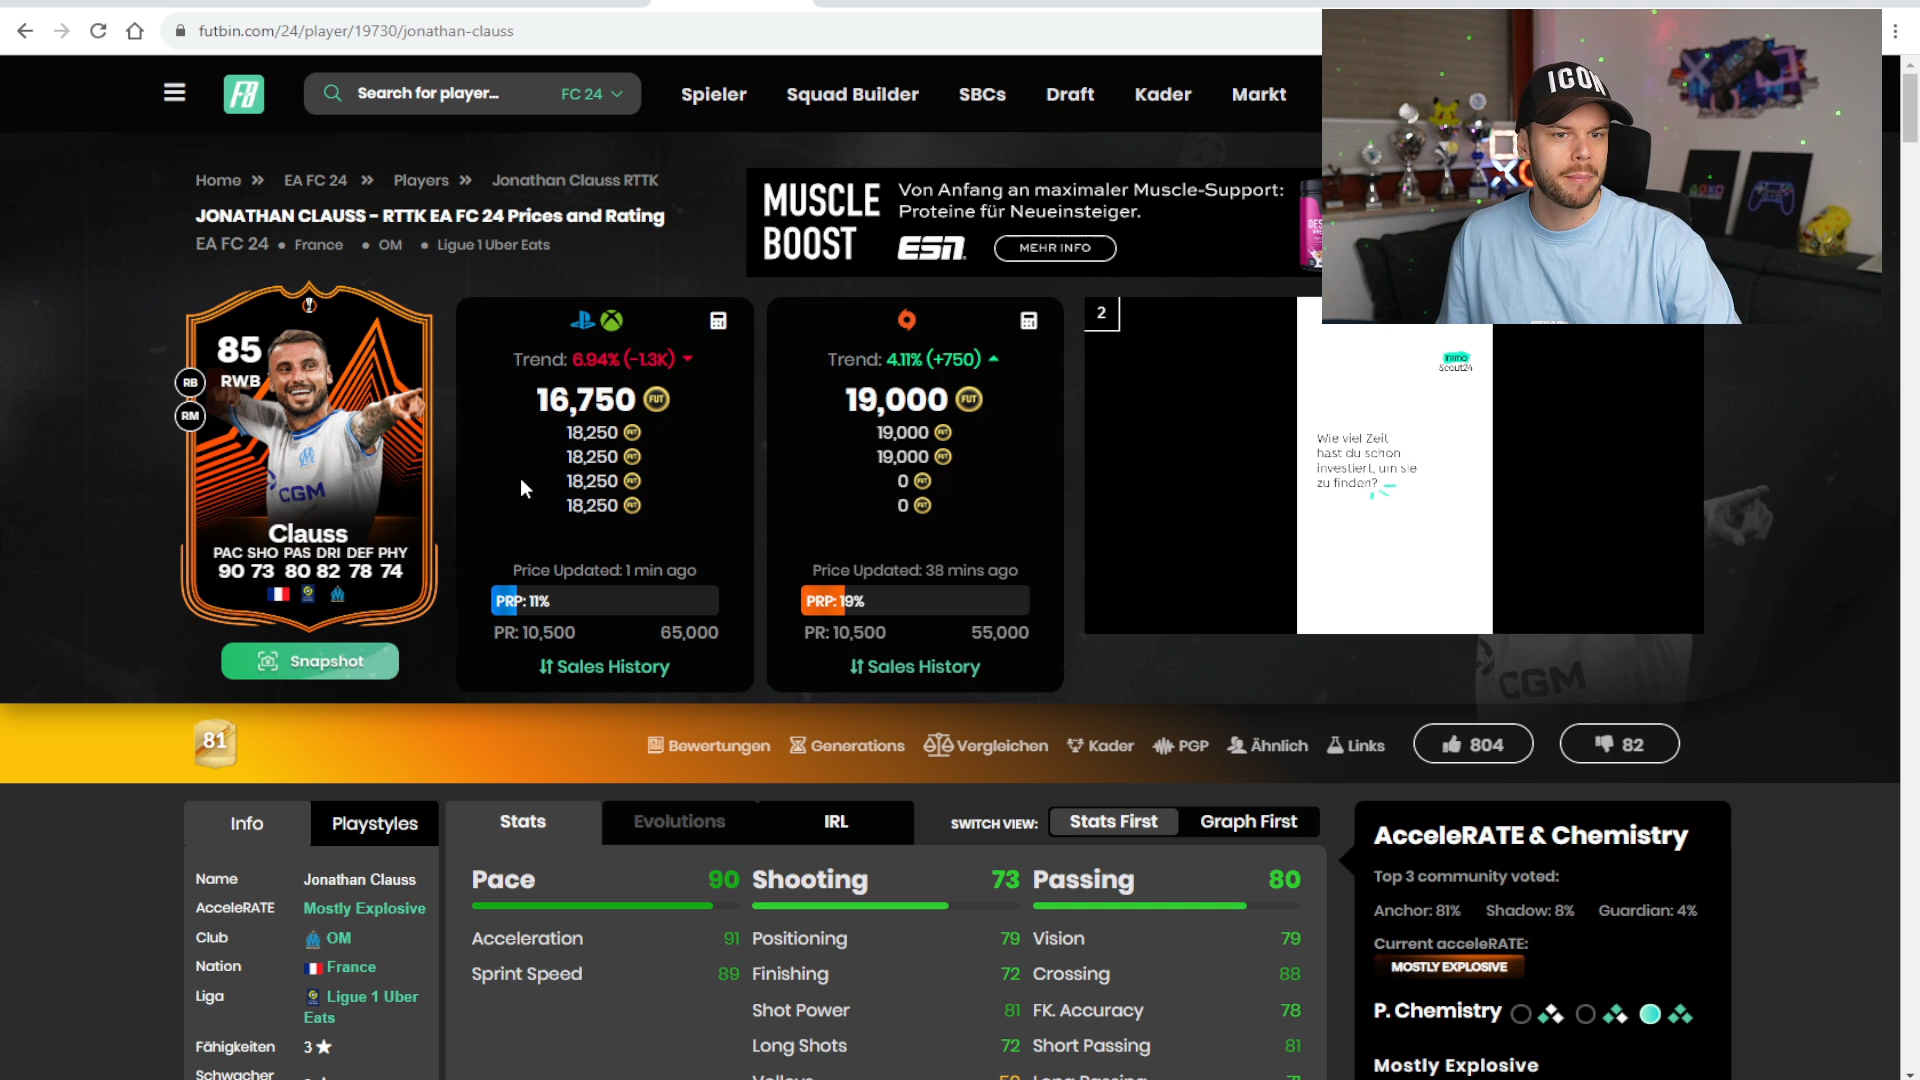 futbin.com/24/player/19730/jonathan-clauss
Search for player...
FC 24
Spieler
Squad Builder
SBCs
Draft
Kader
Markt
ICON
Home » EA FC 24 » Players » Jonathan Clauss RTTK
JONATHAN CLAUSS - RTTK EA FC 24 Prices and Rating
EA FC 24 • France • OM • Ligue 1 Uber Eats
MUSCLE BOOST
Von Anfang an maximaler Muscle-Support:
Proteine für Neueinsteiger.
ESN
MEHR INFO
85
RWB
RB
RM
CGM
Clauss
PAC SHO PAS DRI DEF PHY
90 73 80 82 78 74
Snapshot
Trend: 6.94% (-1.3K)
16,750
18,250
18,250
18,250
18,250
Price Updated: 1 min ago
PRP: 11%
PR: 10,500 65,000
Sales History
Trend: 4.11% (+750)
19,000
19,000
19,000
0
0
Price Updated: 38 mins ago
PRP: 19%
PR: 10,500 55,000
Sales History
2
Immo
Scout24
Wie viel Zeit
hast du schon
investiert, um sie
zu finden?
CGM
81
Bewertungen
Generations
Vergleichen
Kader
PGP
Ähnlich
Links
804
82
Info
Playstyles
Name Jonathan Clauss
AcceleRATE Mostly Explosive
Club OM
Nation France
Liga Ligue 1 Uber
Eats
Fähigkeiten 3
Schwacher
Stats
Evolutions
IRL
SWITCH VIEW:
Stats First
Graph First
Pace 90
Acceleration 91
Sprint Speed 89
Shooting 73
Positioning 79
Finishing 72
Shot Power 81
Long Shots 72
Passing 80
Vision 79
Crossing 88
FK. Accuracy 78
Short Passing 81
AcceleRATE & Chemistry
Top 3 community voted:
Anchor: 81% Shadow: 8% Guardian: 4%
Current acceleRATE:
MOSTLY EXPLOSIVE
P. Chemistry
Mostly Explosive